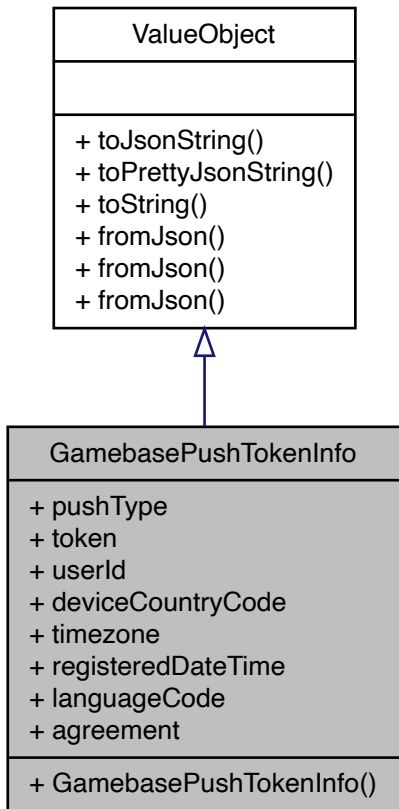 ValueObject
+ toJsonString()
+ toPrettyJsonString()
+ toString()
+ fromJson()
+ fromJson()
+ fromJson()
GamebasePushTokenInfo
+ pushType
+ token
+ userId
+ deviceCountryCode
+ timezone
+ registeredDateTime
+ languageCode
+ agreement
+ GamebasePushTokenInfo()